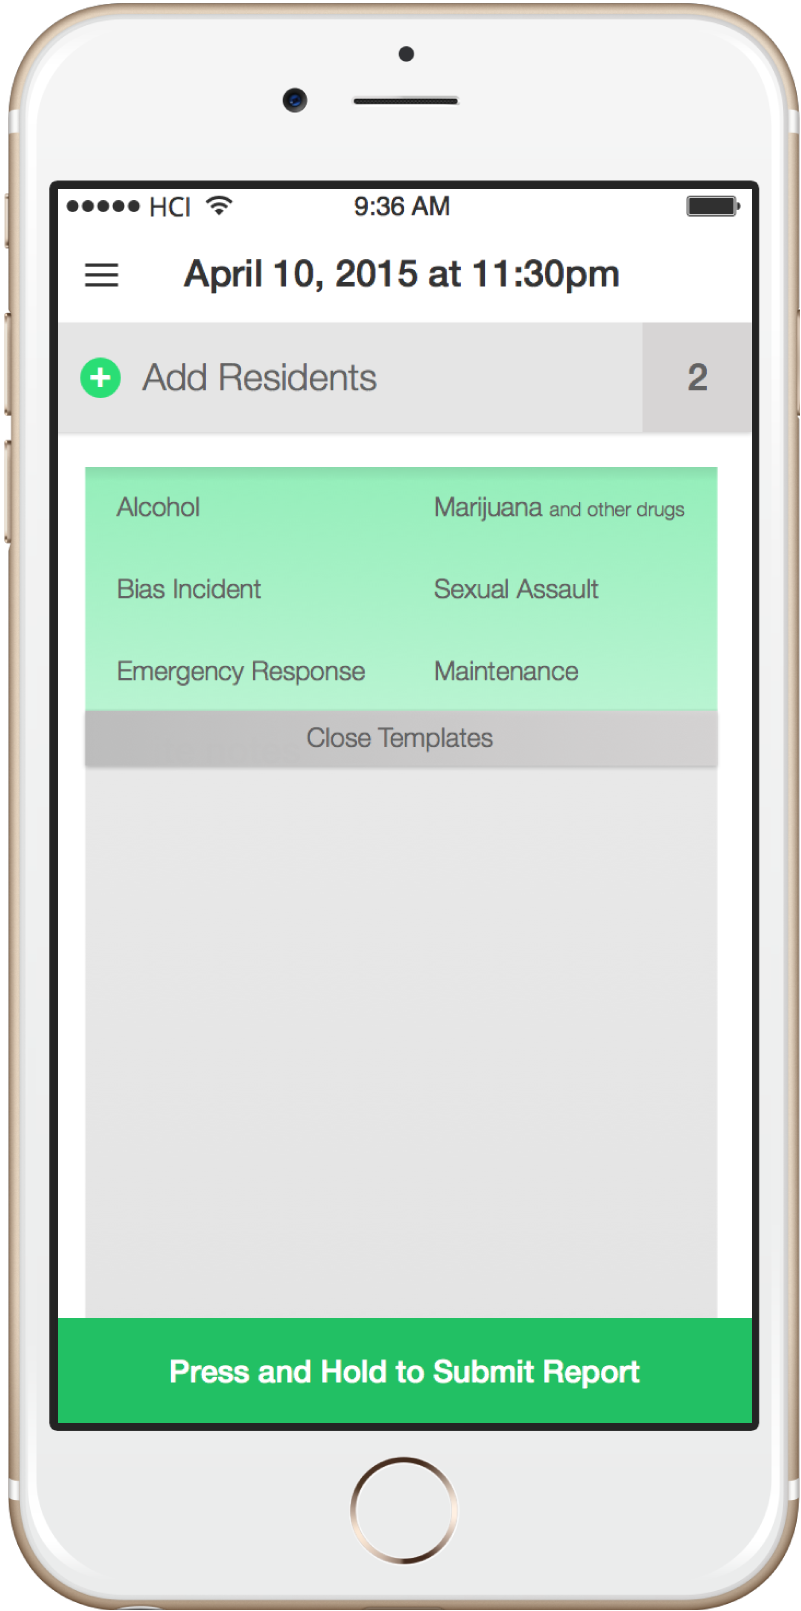 HCI 9:36 AM
April 10, 2015 at 11:30pm
Add Residents 2
Alcohol Marijuana and other drugs
Bias Incident Sexual Assault
Emergency Response Maintenance
Close Templates
Press and Hold to Submit Report